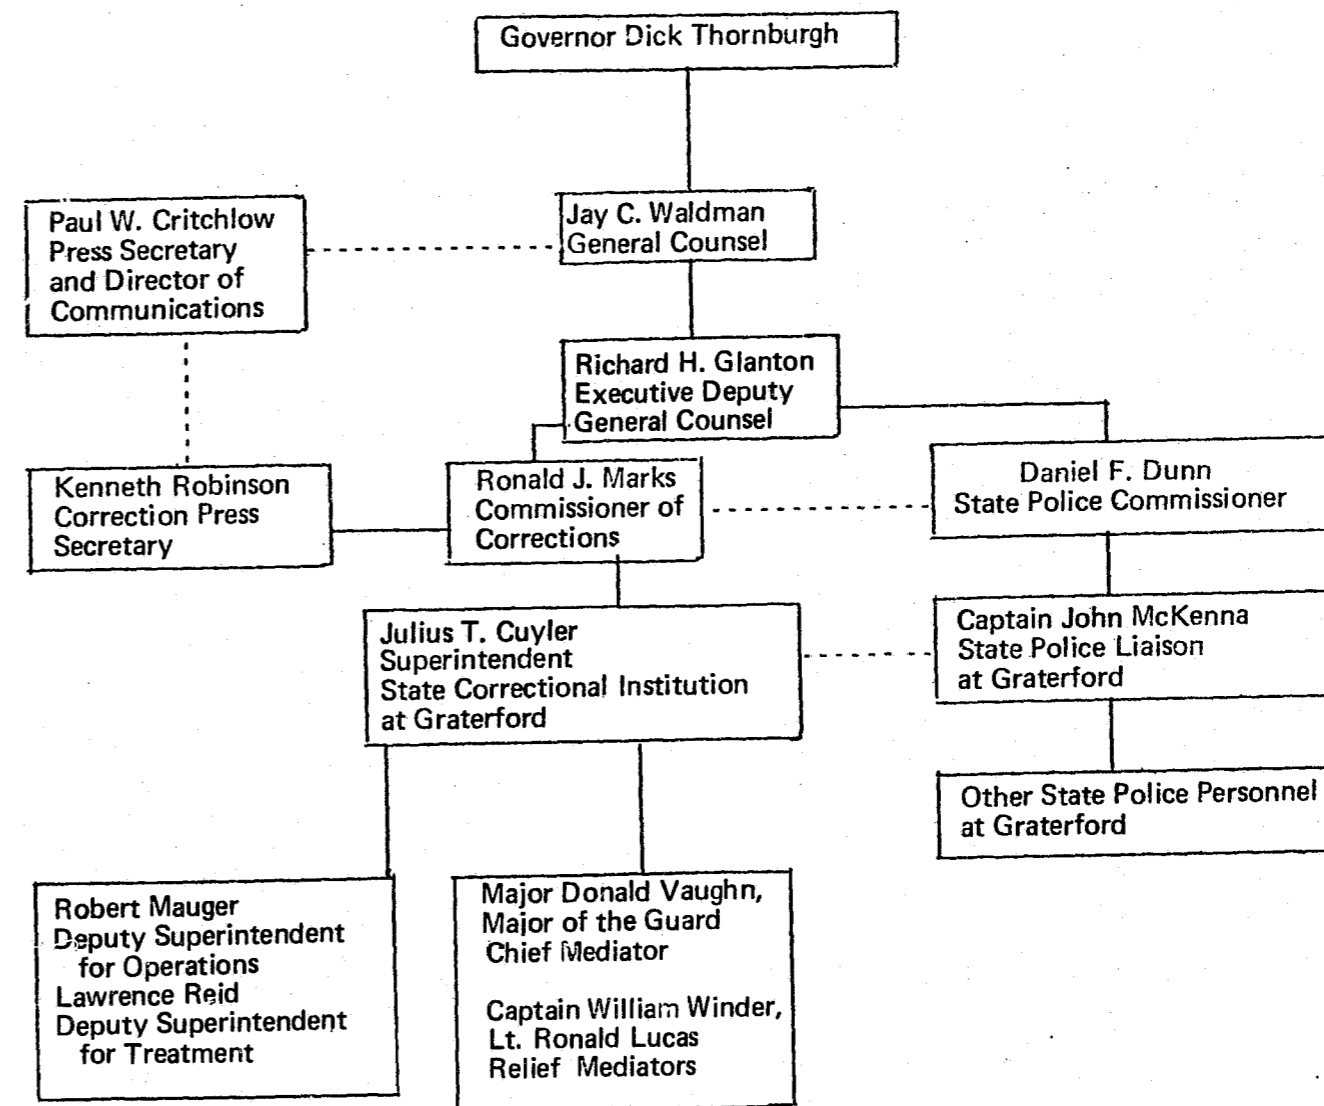 Governor Dick Thornburgh
Paul W. Critchlow
Press Secretary
and Director of
Communications
Jay C. Waldman
General Counsel
Richard H. Glanton
Executive Deputy
General Counsel
Kenneth Robinson
Correction Press
Secretary
Ronald J. Marks
Commissioner of
Corrections
Daniel F. Dunn
State Police Commissioner
Julius T. Cuyler
Superintendent
State Correctional Institution
at Graterford
Captain John McKenna
State Police Liaison
at Graterford
Other State Police Personnel
at Graterford
Robert Mauger
Deputy Superintendent
for Operations
Lawrence Reid
Deputy Superintendent
for Treatment
Major Donald Vaughn,
Major of the Guard
Chief Mediator
Captain William Winder,
Lt. Ronald Lucas
Relief Mediators